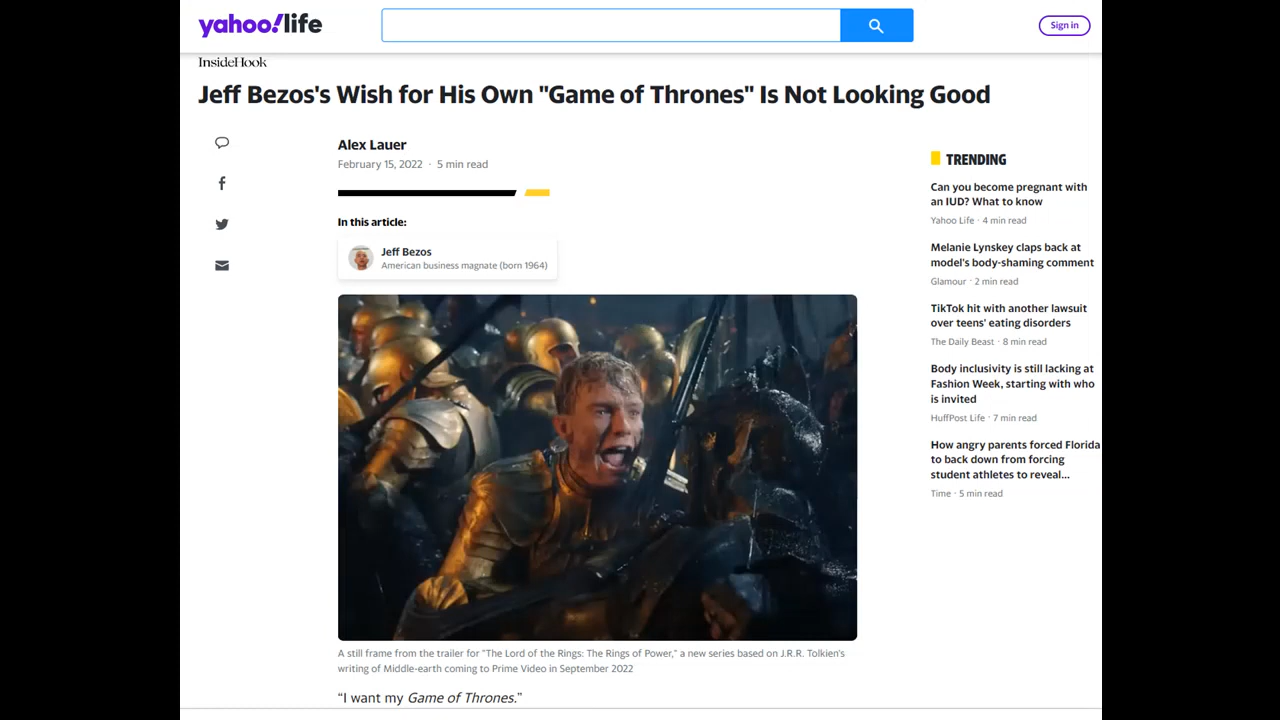 yahoo!life
Sign in
InsideHook
Jeff Bezos's Wish for His Own "Game of Thrones" Is Not Looking Good
Alex Lauer
February 15, 2022 · 5 min read
In this article:
Jeff Bezos
American business magnate (born 1964)
A still frame from the trailer for "The Lord of the Rings: The Rings of Power," a new series based on J.R.R. Tolkien's
writing of Middle-earth coming to Prime Video in September 2022
“I want my Game of Thrones.”
TRENDING
Can you become pregnant with
an IUD? What to know
Yahoo Life · 4 min read
Melanie Lynskey claps back at
model's body-shaming comment
Glamour · 2 min read
TikTok hit with another lawsuit
over teens' eating disorders
The Daily Beast · 8 min read
Body inclusivity is still lacking at
Fashion Week, starting with who
is invited
HuffPost Life · 7 min read
How angry parents forced Florida
to back down from forcing
student athletes to reveal...
Time · 5 min read